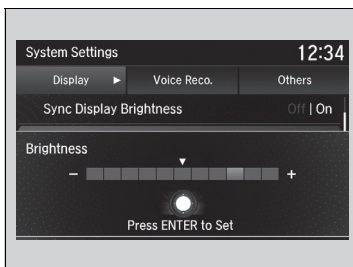 System Settings 12:34
Display Voice Reco. Others
Sync Display Brightness Off | On
Brightness
− +
Press ENTER to Set